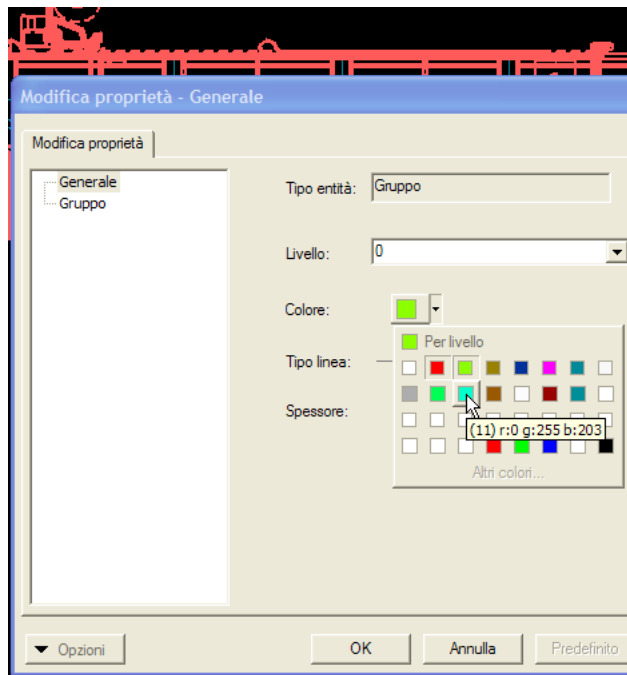 Modifica proprietà - Generale
Modifica proprietà
Generale
Gruppo
Tipo entità: Gruppo
Livello: 0
Colore:
Per livello
Tipo linea:
Spessore:
(11) r:0 g:255 b:203
Altri colori...
Opzioni OK Annulla Predefinito